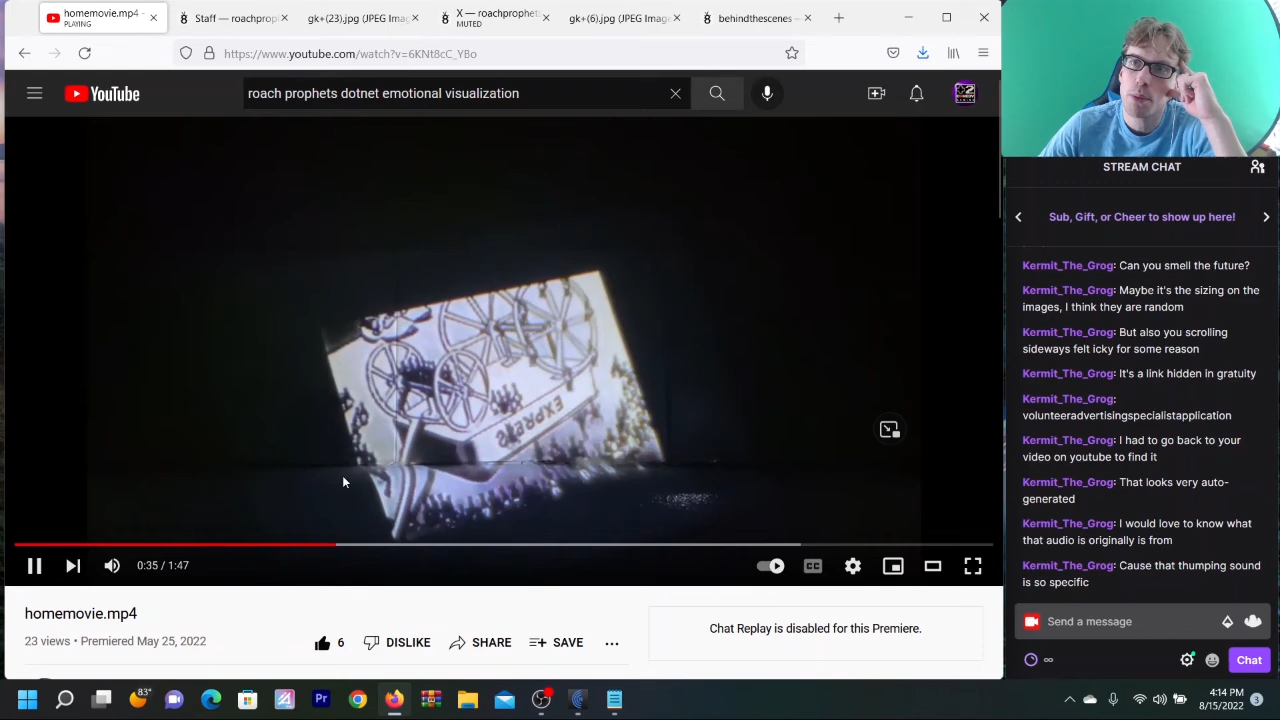 homemovie.mp4
PLAYING
Staff — roachprop
gk+(23).jpg (JPEG Imag
X — roachprophets
MUTED
gk+(6).jpg (JPEG Image
behindthescenes —
https://www.youtube.com/watch?v=6KNt8cC_YBo
YouTube
roach prophets dotnet emotional visualization
EXPRESS
0:35 / 1:47
CC
homemovie.mp4
23 views • Premiered May 25, 2022
6
DISLIKE
SHARE
SAVE
Chat Replay is disabled for this Premiere.
STREAM CHAT
Sub, Gift, or Cheer to show up here!
Kermit_The_Grog: Can you smell the future?
Kermit_The_Grog: Maybe it's the sizing on the
images, I think they are random
Kermit_The_Grog: But also you scrolling
sideways felt icky for some reason
Kermit_The_Grog: It's a link hidden in gratuity
Kermit_The_Grog:
volunteeradvertisingspecialistapplication
Kermit_The_Grog: I had to go back to your
video on youtube to find it
Kermit_The_Grog: That looks very auto-
generated
Kermit_The_Grog: I would love to know what
that audio is originally is from
Kermit_The_Grog: Cause that thumping sound
is so specific
Send a message
Chat
83°
Pr
4:14 PM
8/15/2022
3